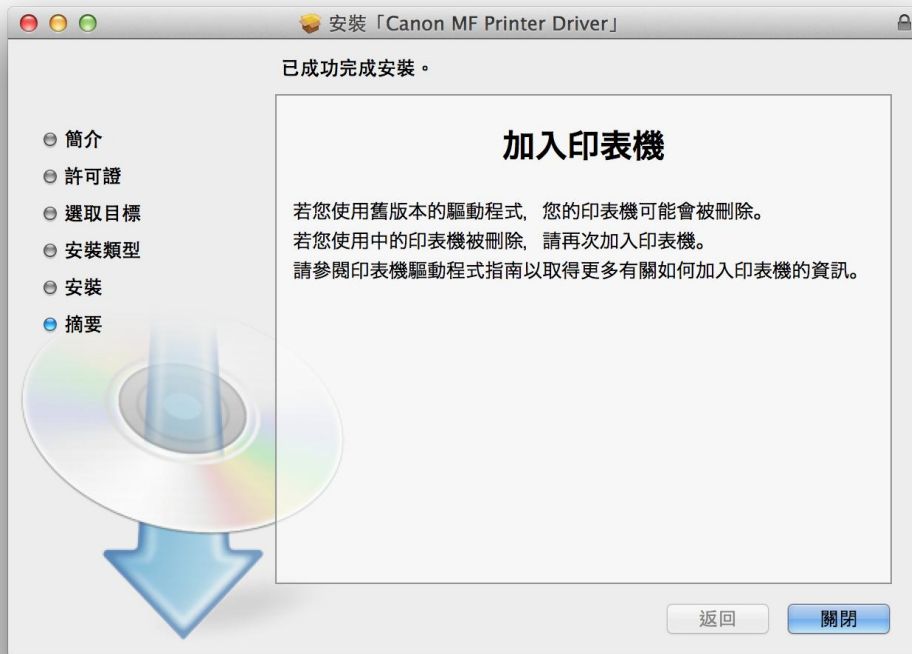 安裝「Canon MF Printer Driver」
已成功完成安裝。
簡介
許可證
選取目標
安裝類型
安裝
摘要
加入印表機
若您使用舊版本的驅動程式，您的印表機可能會被刪除。
若您使用中的印表機被刪除，請再次加入印表機。
請參閱印表機驅動程式指南以取得更多有關如何加入印表機的資訊。
返回
關閉